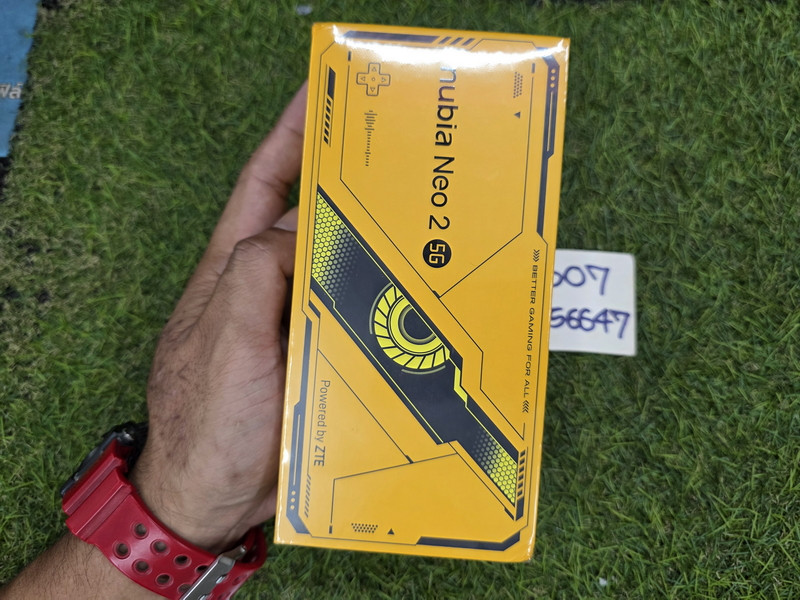 nubia Neo 2 5G
BETTER GAMING FOR ALL
Powered by ZTE
007
56647